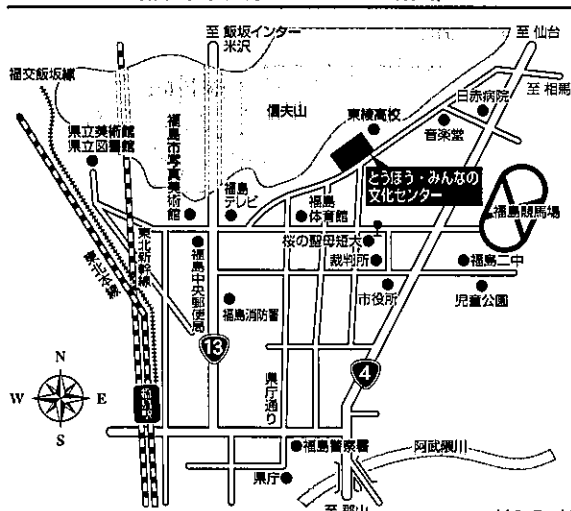 至 飯坂インター
米沢
至 仙台
福交飯坂線
信夫山
東稜高校
日赤病院
至 相馬
音楽堂
県立美術館
県立図書館
福島市写真美術館
福島
テレビ
とうほう・みんなの
文化センター
福島
体育館
福島競馬場
桜の聖母短大
裁判所
福島二中
東北新幹線
東北本線
福島中央郵便局
市役所
児童公園
福島消防署
13
4
県庁通り
N
W
E
S
福島駅
福島警察署
県庁
阿武隈川
至 郡山